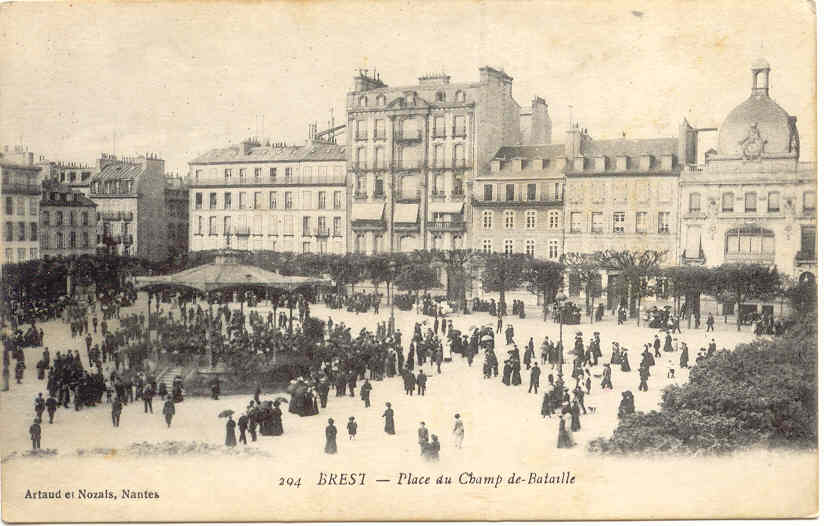 294 BREST — Place du Champ de-Bataille
Artaud et Nozais, Nantes